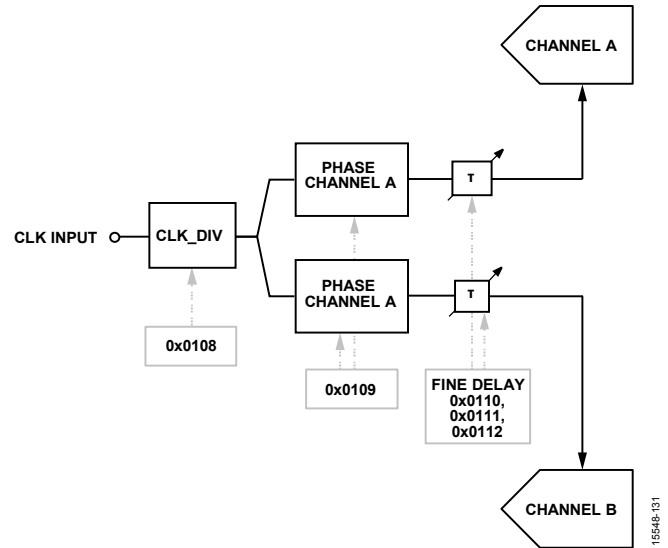 CHANNEL A
PHASE
CHANNEL A
T
CLK INPUT
CLK_DIV
PHASE
CHANNEL A
T
0x0108
0x0109
FINE DELAY
0x0110,
0x0111,
0x0112
CHANNEL B
15548-131